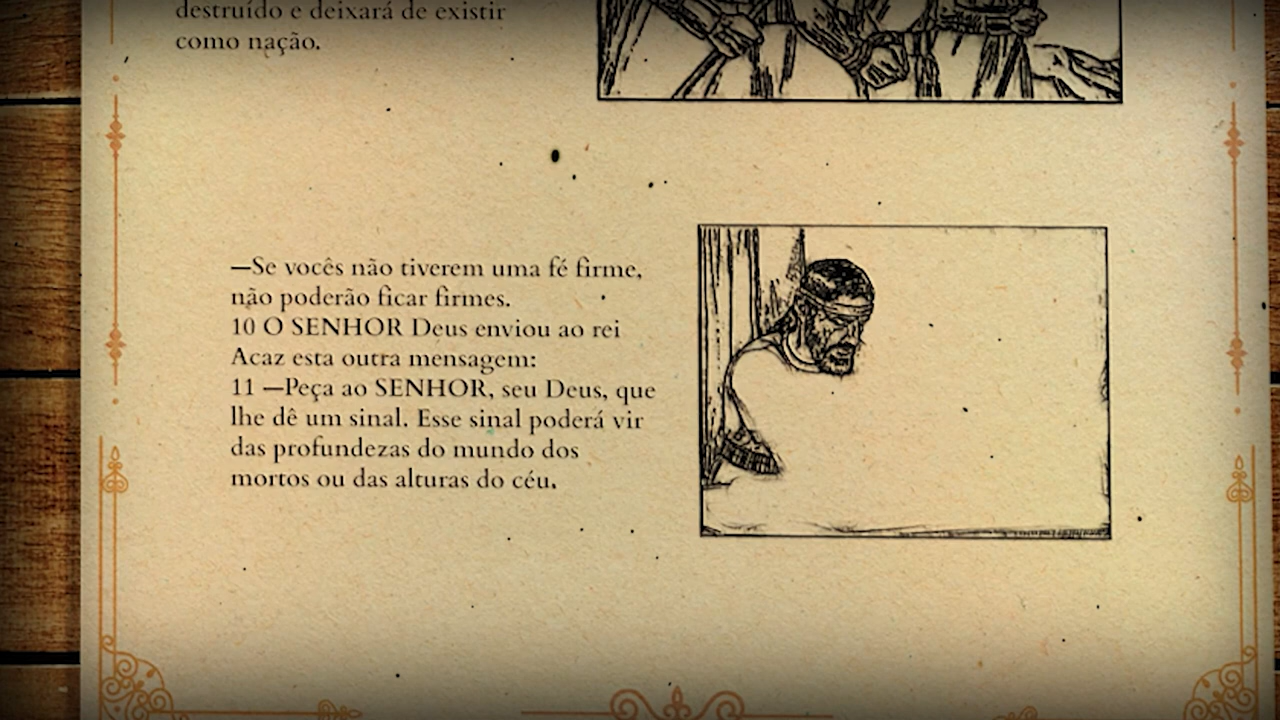 destruído e deixará de existir
como nação.
—Se vocês não tiverem uma fé firme,
não poderão ficar firmes.
10 O SENHOR Deus enviou ao rei
Acaz esta outra mensagem:
11 —Peça ao SENHOR, seu Deus, que
lhe dê um sinal. Esse sinal poderá vir
das profundezas do mundo dos
mortos ou das alturas do céu.